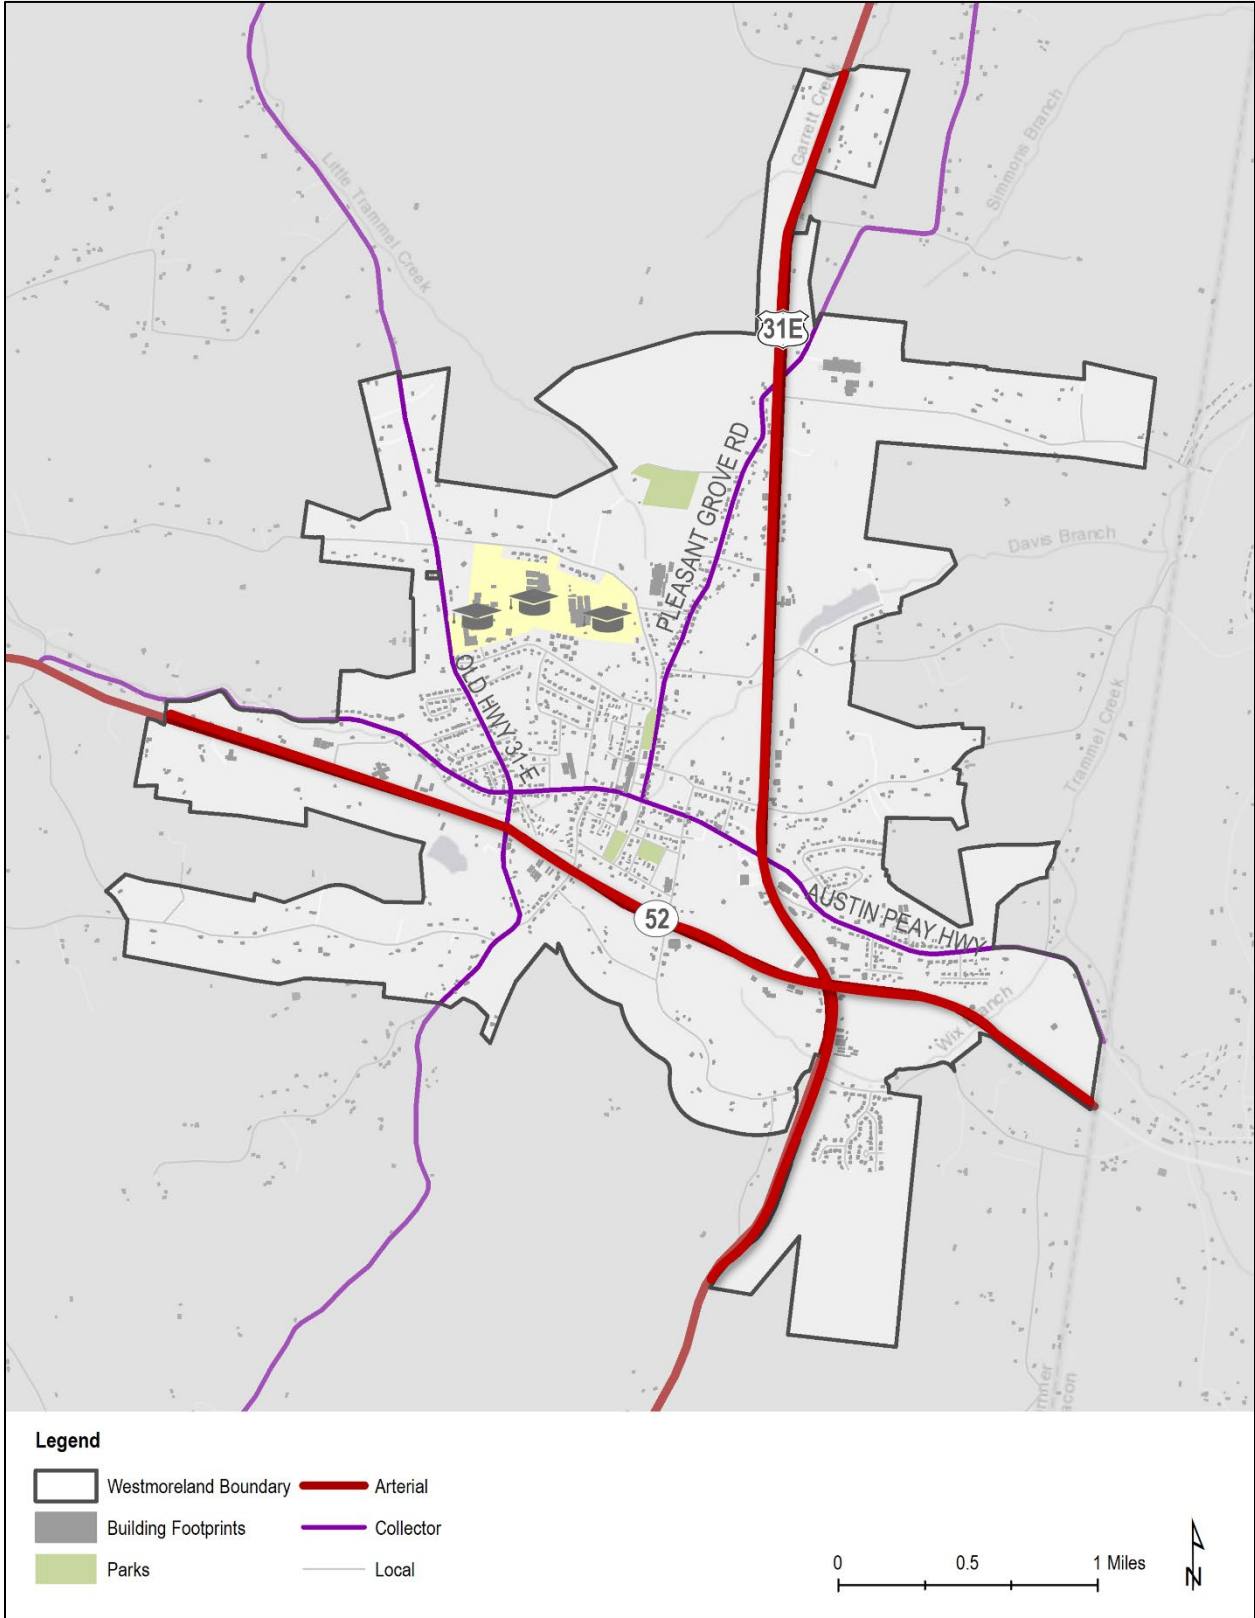 Garrett Creek
Simmons Branch
Little Trammel Creek
31E
PLEASANT GROVE RD
Davis Branch
OLD HWY 31-E
Trammel Creek
AUSTIN PEAY HWY
52
Wix Branch
Legend
Westmoreland Boundary
Arterial
Building Footprints
Collector
Parks
Local
0 0.5 1 Miles
N